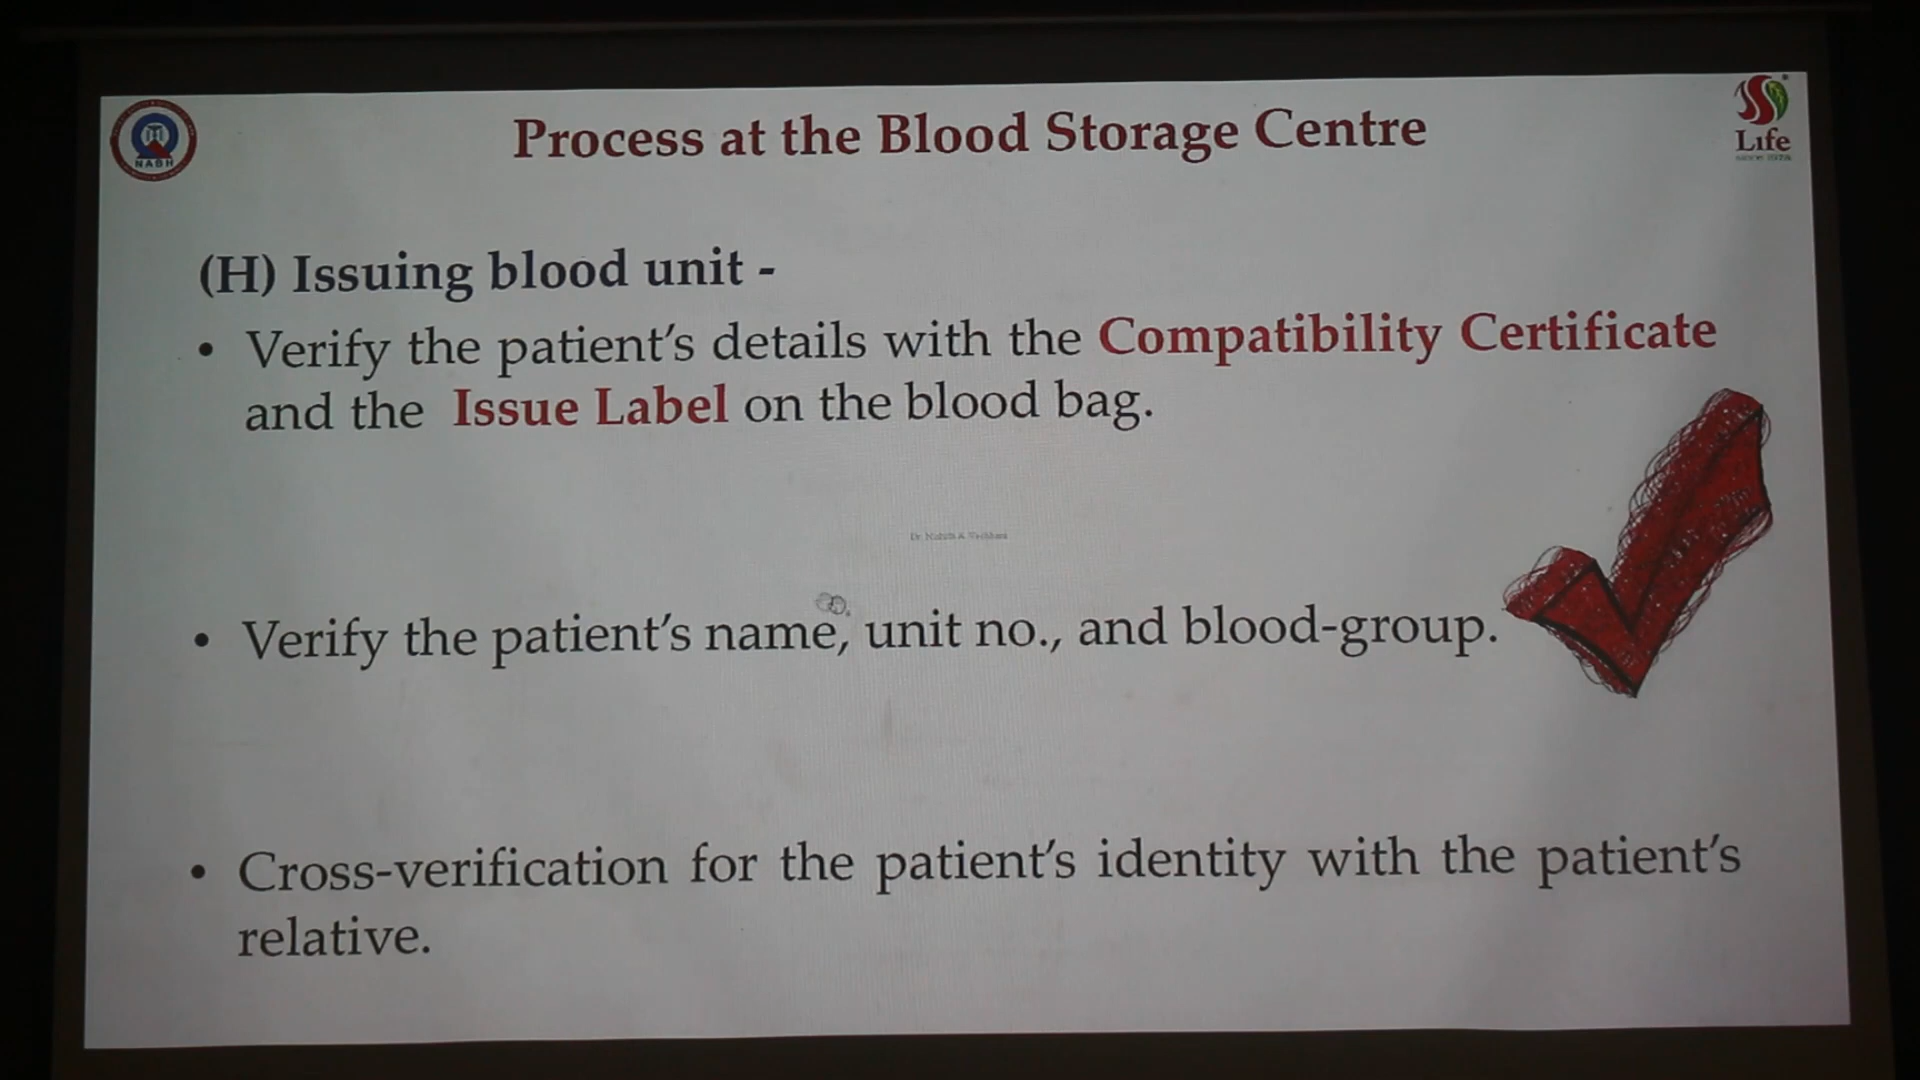 NABH
Process at the Blood Storage Centre
Life
(H) Issuing blood unit -
• Verify the patient's details with the Compatibility Certificate
and the Issue Label on the blood bag.
• Verify the patient's name, unit no., and blood-group.
• Cross-verification for the patient's identity with the patient's
relative.